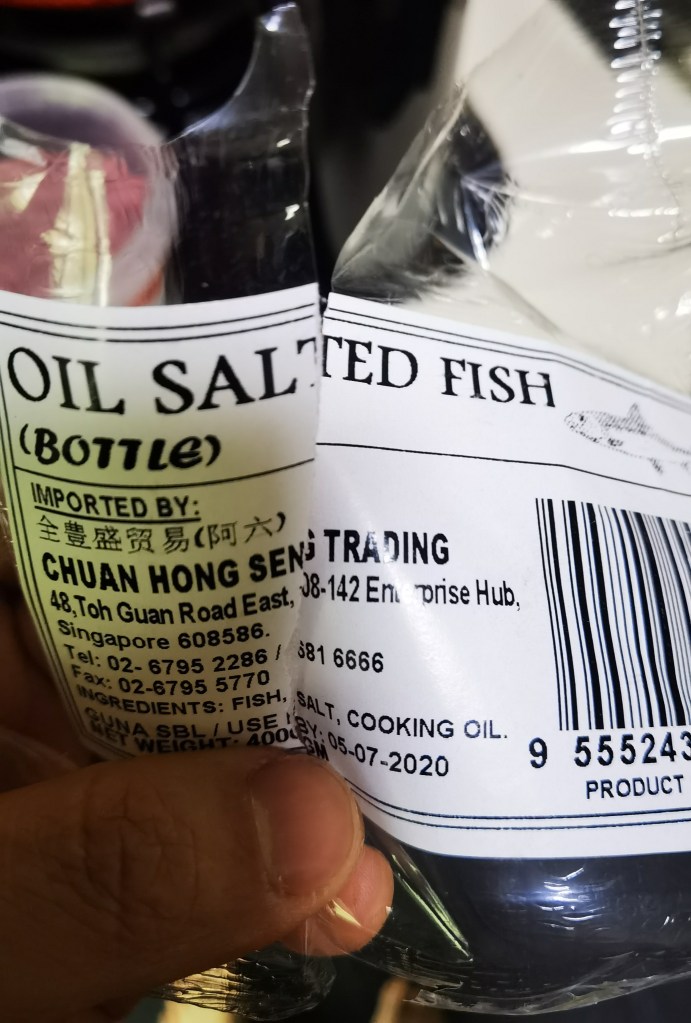 OIL SALTED FISH
(BOTTLE)
IMPORTED BY:
全豐盛贸易(阿六)
CHUAN HONG SENG TRADING
48,Toh Guan Road East, 08-142 Enterprise Hub,
Singapore 608586.
Tel: 02- 6795 2286 / 681 6666
Fax: 02-6795 5770
INGREDIENTS: FISH, SALT, COOKING OIL.
GUNA SBL / USE BY: 05-07-2020
NET WEIGHT: 400GM
9 555243
PRODUCT